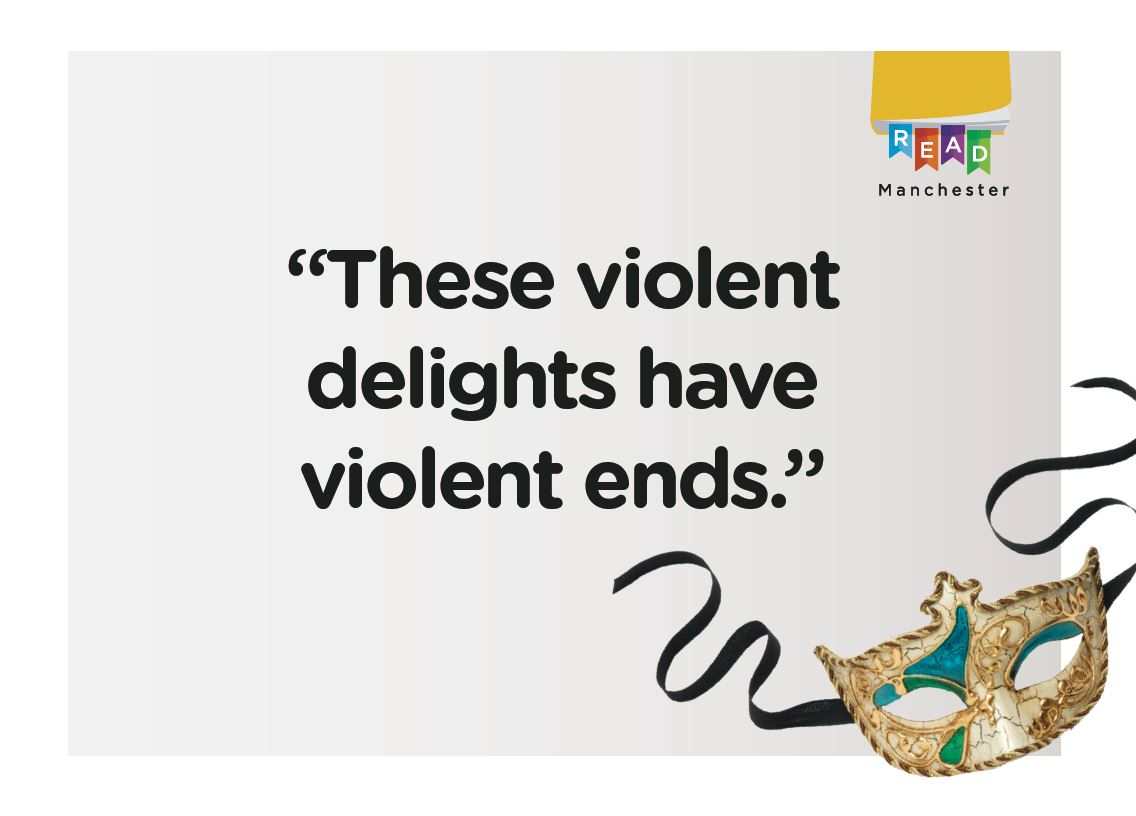 READ
Manchester
“These violent
delights have
violent ends.”